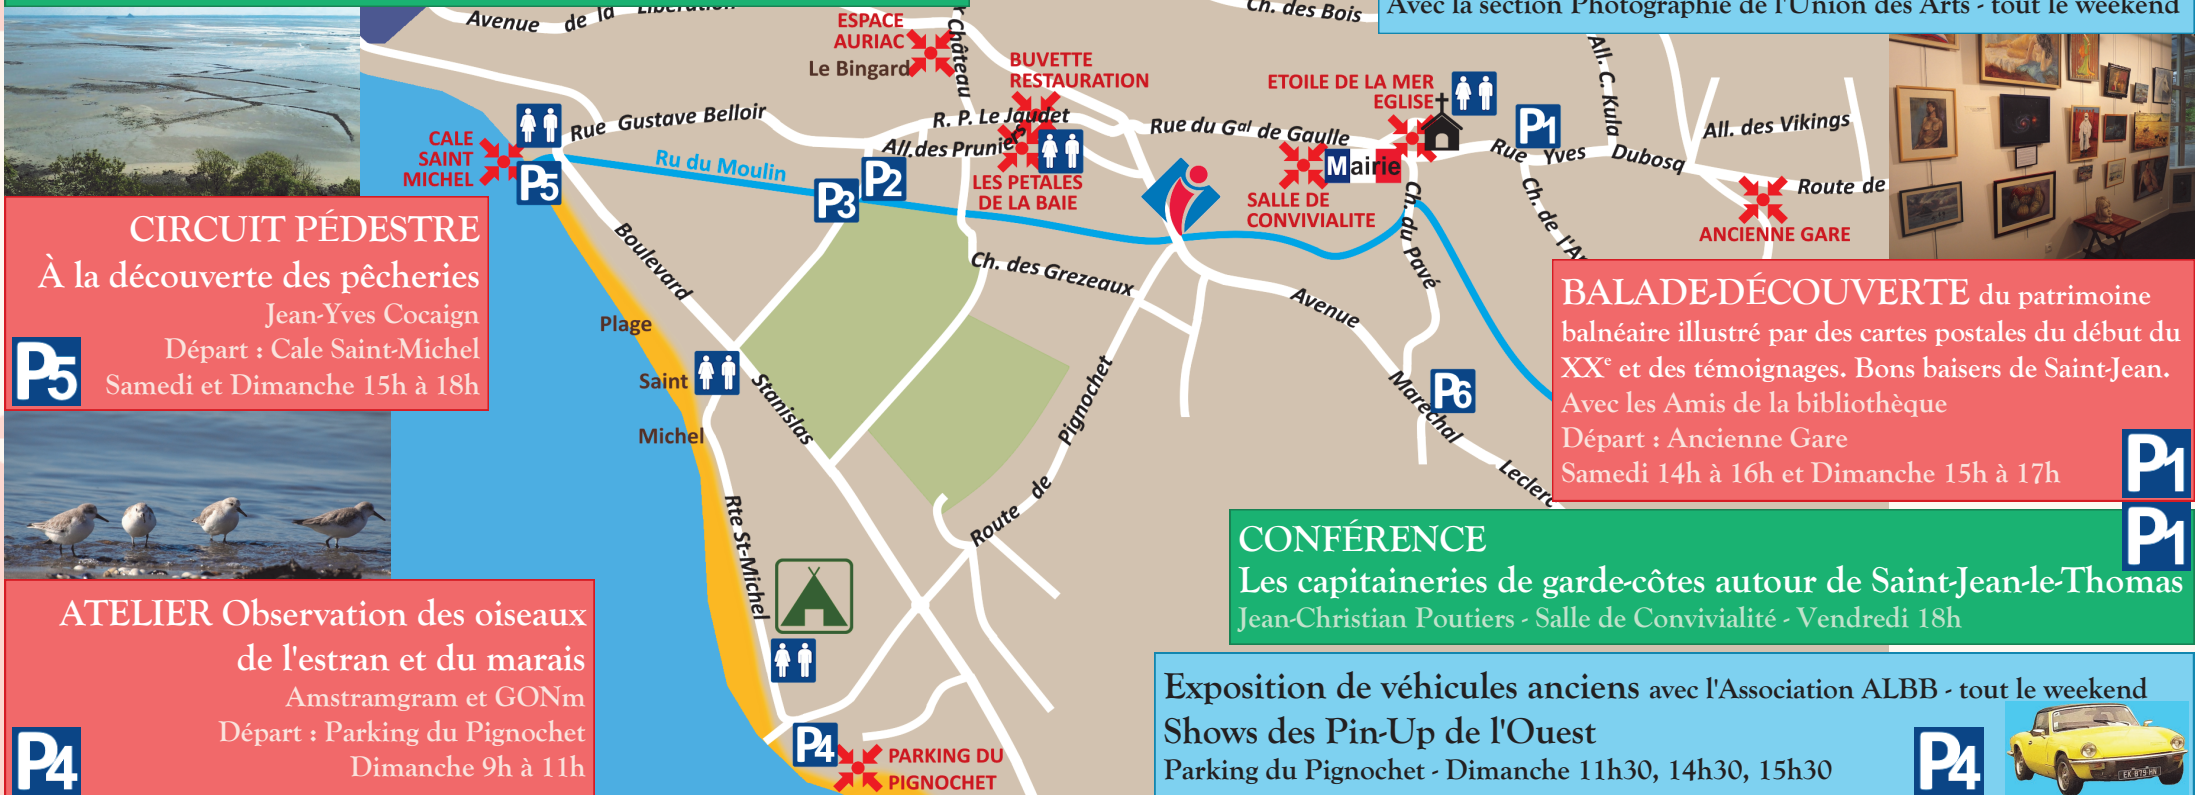 Avec la section Photographie de l'Union des Arts - tout le weekend
Avenue de la Libération
Ch. des Bois
ESPACE
AURIAC
Le Bingard
Château
BUVETTE
RESTAURATION
ETOILE DE LA MER
EGLISE
All. C. Kula
P1
All. des Vikings
Rue Gustave Belloir
R. P. Le Jaudet
All.des Pruniers
Rue du Gal de Gaulle
Mairie
Rue Yves Dubosq
Route de
CALE
SAINT
MICHEL
P5
Ru du Moulin
P3
P2
LES PETALES
DE LA BAIE
SALLE DE
CONVIVIALITE
Ch. du Pavé
Ch. de l'Ar
ANCIENNE GARE
CIRCUIT PÉDESTRE
À la découverte des pêcheries
Jean-Yves Cocaign
Départ : Cale Saint-Michel
Samedi et Dimanche 15h à 18h
P5
Boulevard
Stanislas
Plage
Saint
Michel
Ch. des Grezeaux
Avenue
Marechal
Leclerc
P6
Route de Pignochet
Rte St-Michel
BALADE-DÉCOUVERTE du patrimoine
balnéaire illustré par des cartes postales du début du
XXe et des témoignages. Bons baisers de Saint-Jean.
Avec les Amis de la bibliothèque
Départ : Ancienne Gare
Samedi 14h à 16h et Dimanche 15h à 17h
P1
CONFÉRENCE
P1
Les capitaineries de garde-côtes autour de Saint-Jean-le-Thomas
Jean-Christian Poutiers - Salle de Convivialité - Vendredi 18h
ATELIER Observation des oiseaux
de l'estran et du marais
Amstramgram et GONm
Départ : Parking du Pignochet
Dimanche 9h à 11h
P4
P4
PARKING DU
PIGNOCHET
Exposition de véhicules anciens avec l'Association ALBB - tout le weekend
Shows des Pin-Up de l'Ouest
Parking du Pignochet - Dimanche 11h30, 14h30, 15h30
P4
EK 879 HN